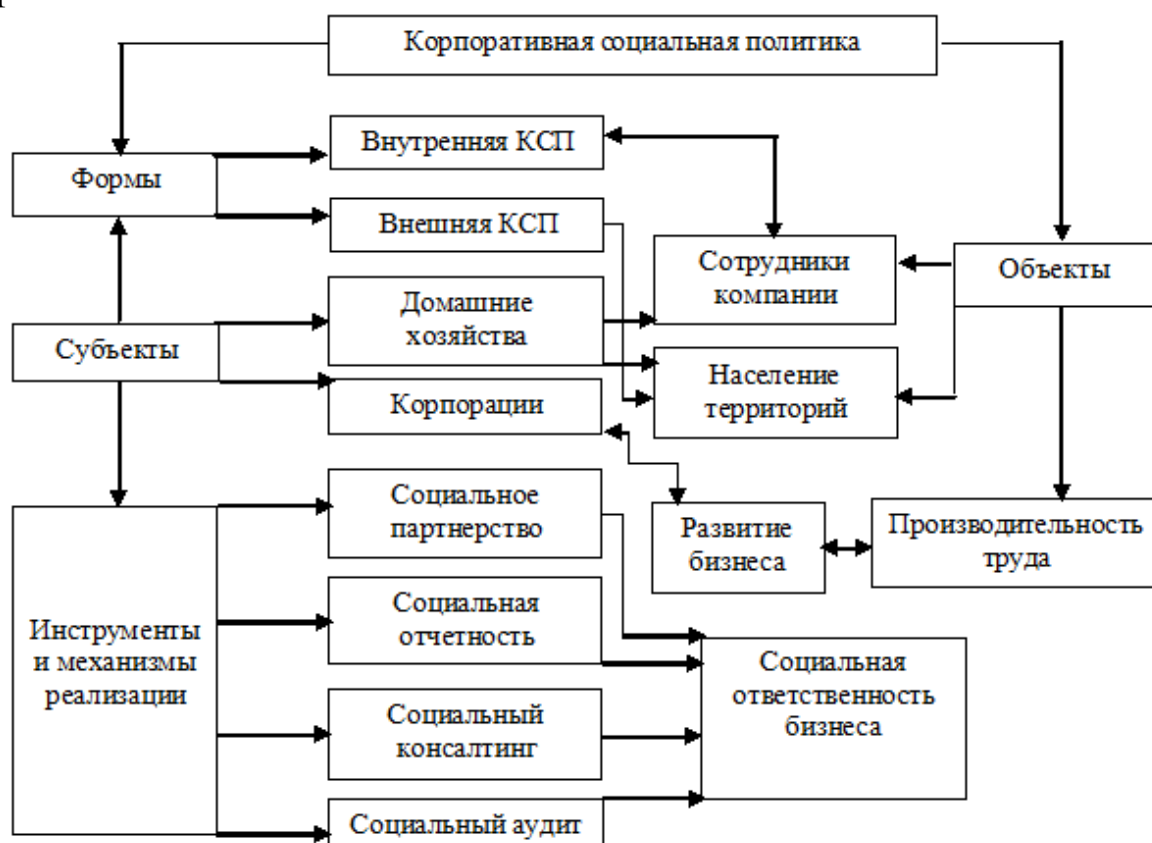 Корпоративная социальная политика
Внутренняя КСП
Формы
Внешняя КСП
Сотрудники
компании
Объекты
Домашние
хозяйства
Субъекты
Население
территорий
Корпорации
Социальное
партнерство
Развитие
бизнеса
Производительность
труда
Инструменты
и механизмы
реализации
Социальная
отчетность
Социальная
ответственность
бизнеса
Социальный
консалтинг
Социальный аудит